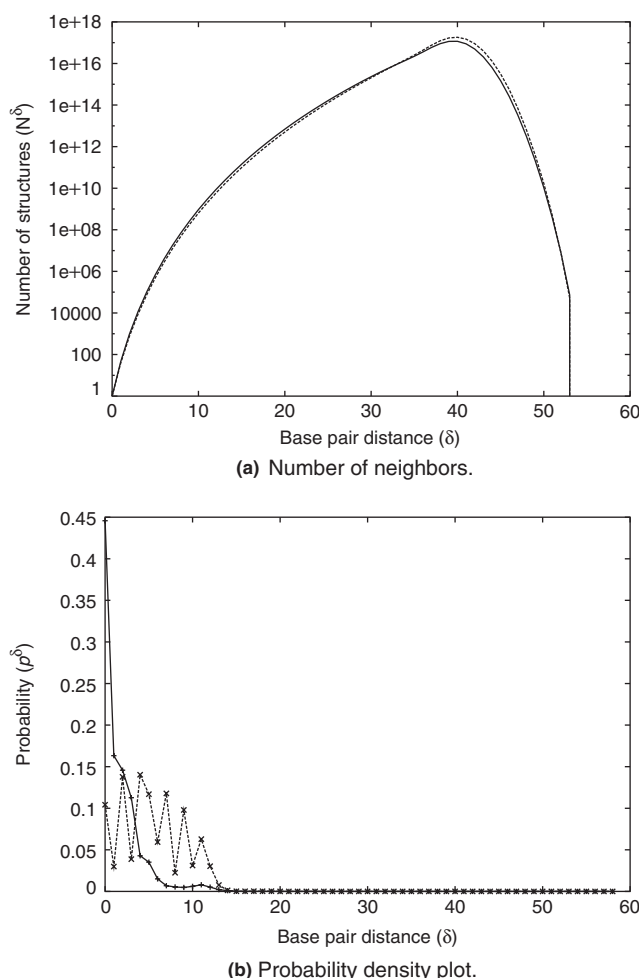 1e+18
1e+16
1e+14
1e+12
1e+10
1e+08
1e+06
10000
100
1
Number of structures (N^δ)
0 10 20 30 40 50 60
Base pair distance (δ)
(a) Number of neighbors.
0.45
0.4
0.35
0.3
0.25
0.2
0.15
0.1
0.05
0
Probability (p^δ)
0 10 20 30 40 50 60
Base pair distance (δ)
(b) Probability density plot.